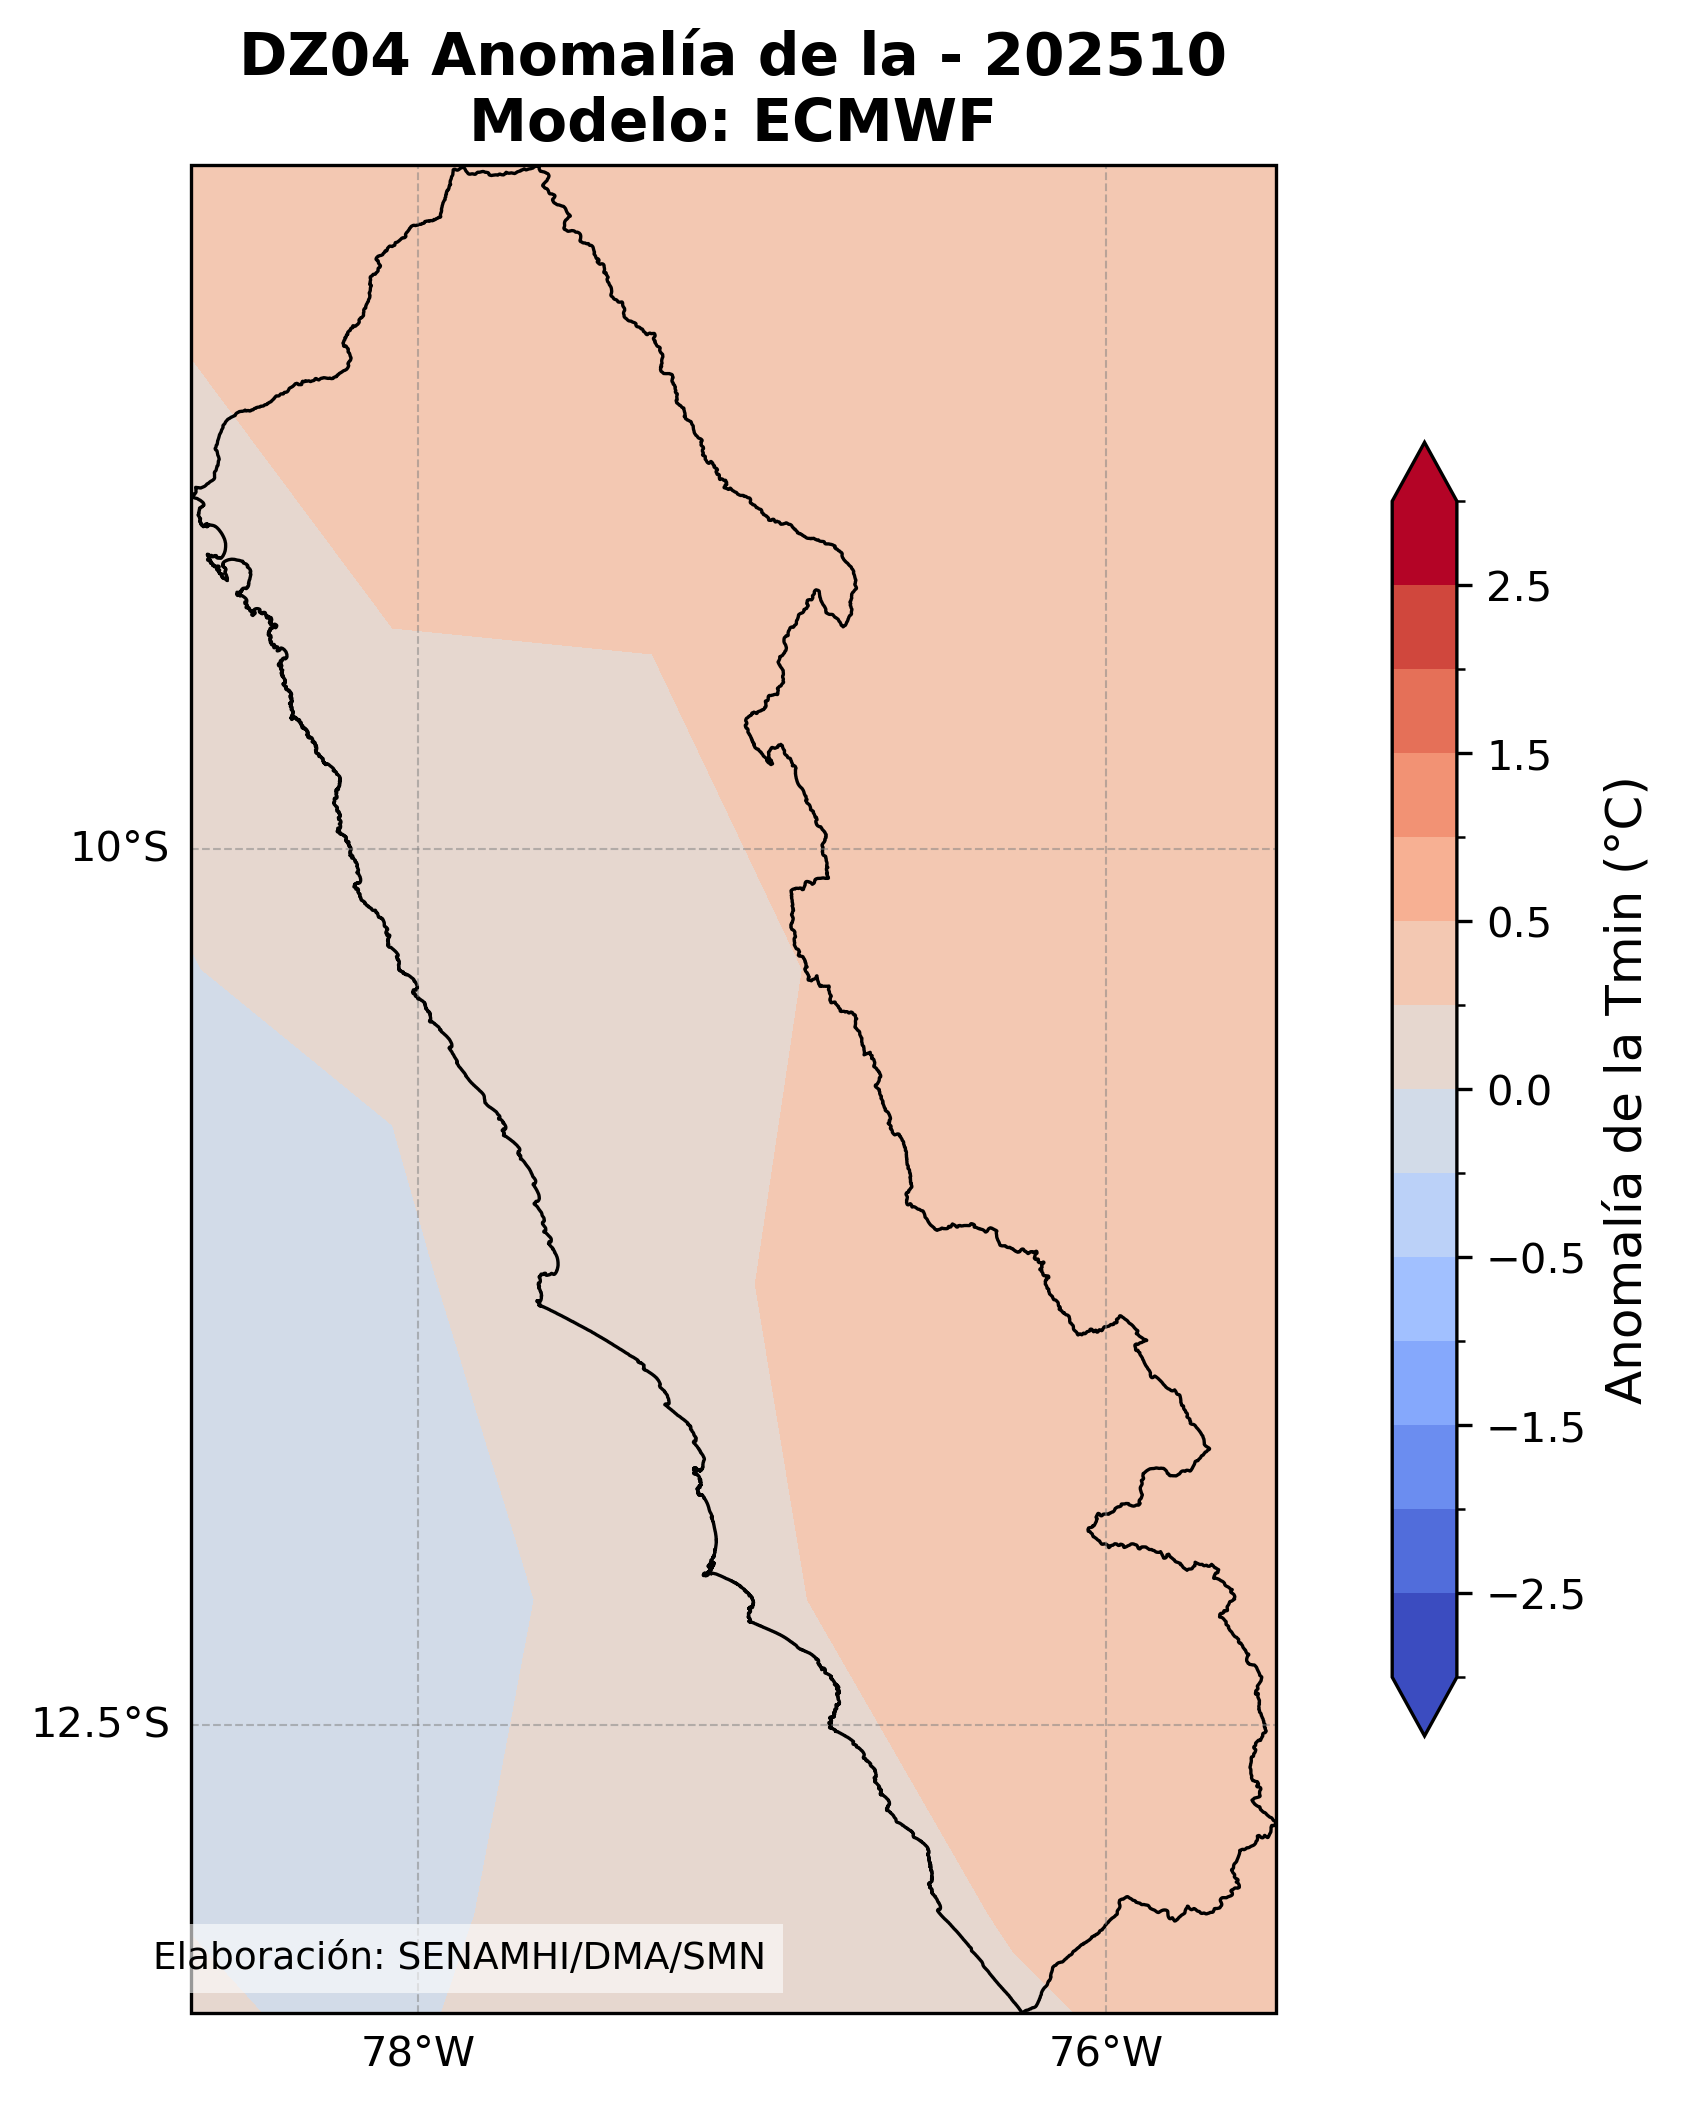 DZ04 Anomalía de la - 202510
Modelo: ECMWF
10°S
12.5°S
78°W
76°W
Elaboración: SENAMHI/DMA/SMN
2.5
1.5
0.5
0.0
−0.5
−1.5
−2.5
Anomalía de la Tmin (°C)